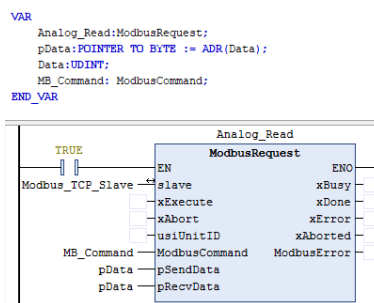 VAR
Analog_Read:ModbusRequest;
pData:POINTER TO BYTE := ADR(Data);
Data:UDINT;
MB_Command: ModbusCommand;
END_VAR
Analog_Read
TRUE
ModbusRequest
EN ENO
Modbus_TCP_Slave slave xBusy
xExecute xDone
xAbort xError
usiUnitID xAborted
MB_Command ModbusCommand ModbusError
pData pSendData
pData pRecvData